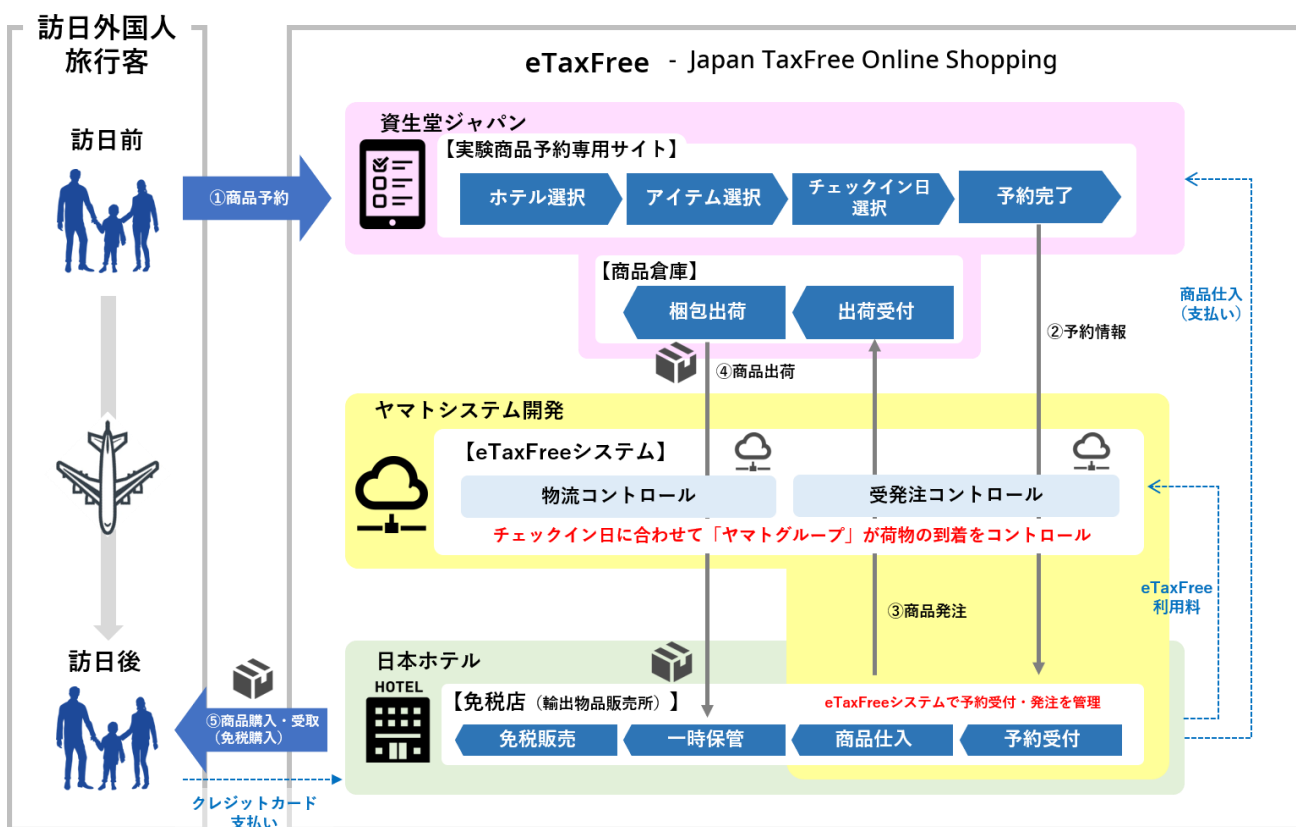 訪日外国人
旅行客
eTaxFree - Japan TaxFree Online Shopping
訪日前
①商品予約
資生堂ジャパン
【実験商品予約専用サイト】
ホテル選択
アイテム選択
チェックイン日
選択
予約完了
【商品倉庫】
梱包出荷
出荷受付
②予約情報
商品仕入
(支払い)
④商品出荷
ヤマトシステム開発
【eTaxFreeシステム】
物流コントロール
受発注コントロール
チェックイン日に合わせて「ヤマトグループ」が荷物の到着をコントロール
③商品発注
eTaxFree
利用料
訪日後
日本ホテル
HOTEL
【免税店（輸出物品販売所）】
eTaxFreeシステムで予約受付・発注を管理
免税販売
一時保管
商品仕入
予約受付
⑤商品購入・受取
(免税購入)
クレジットカード
支払い